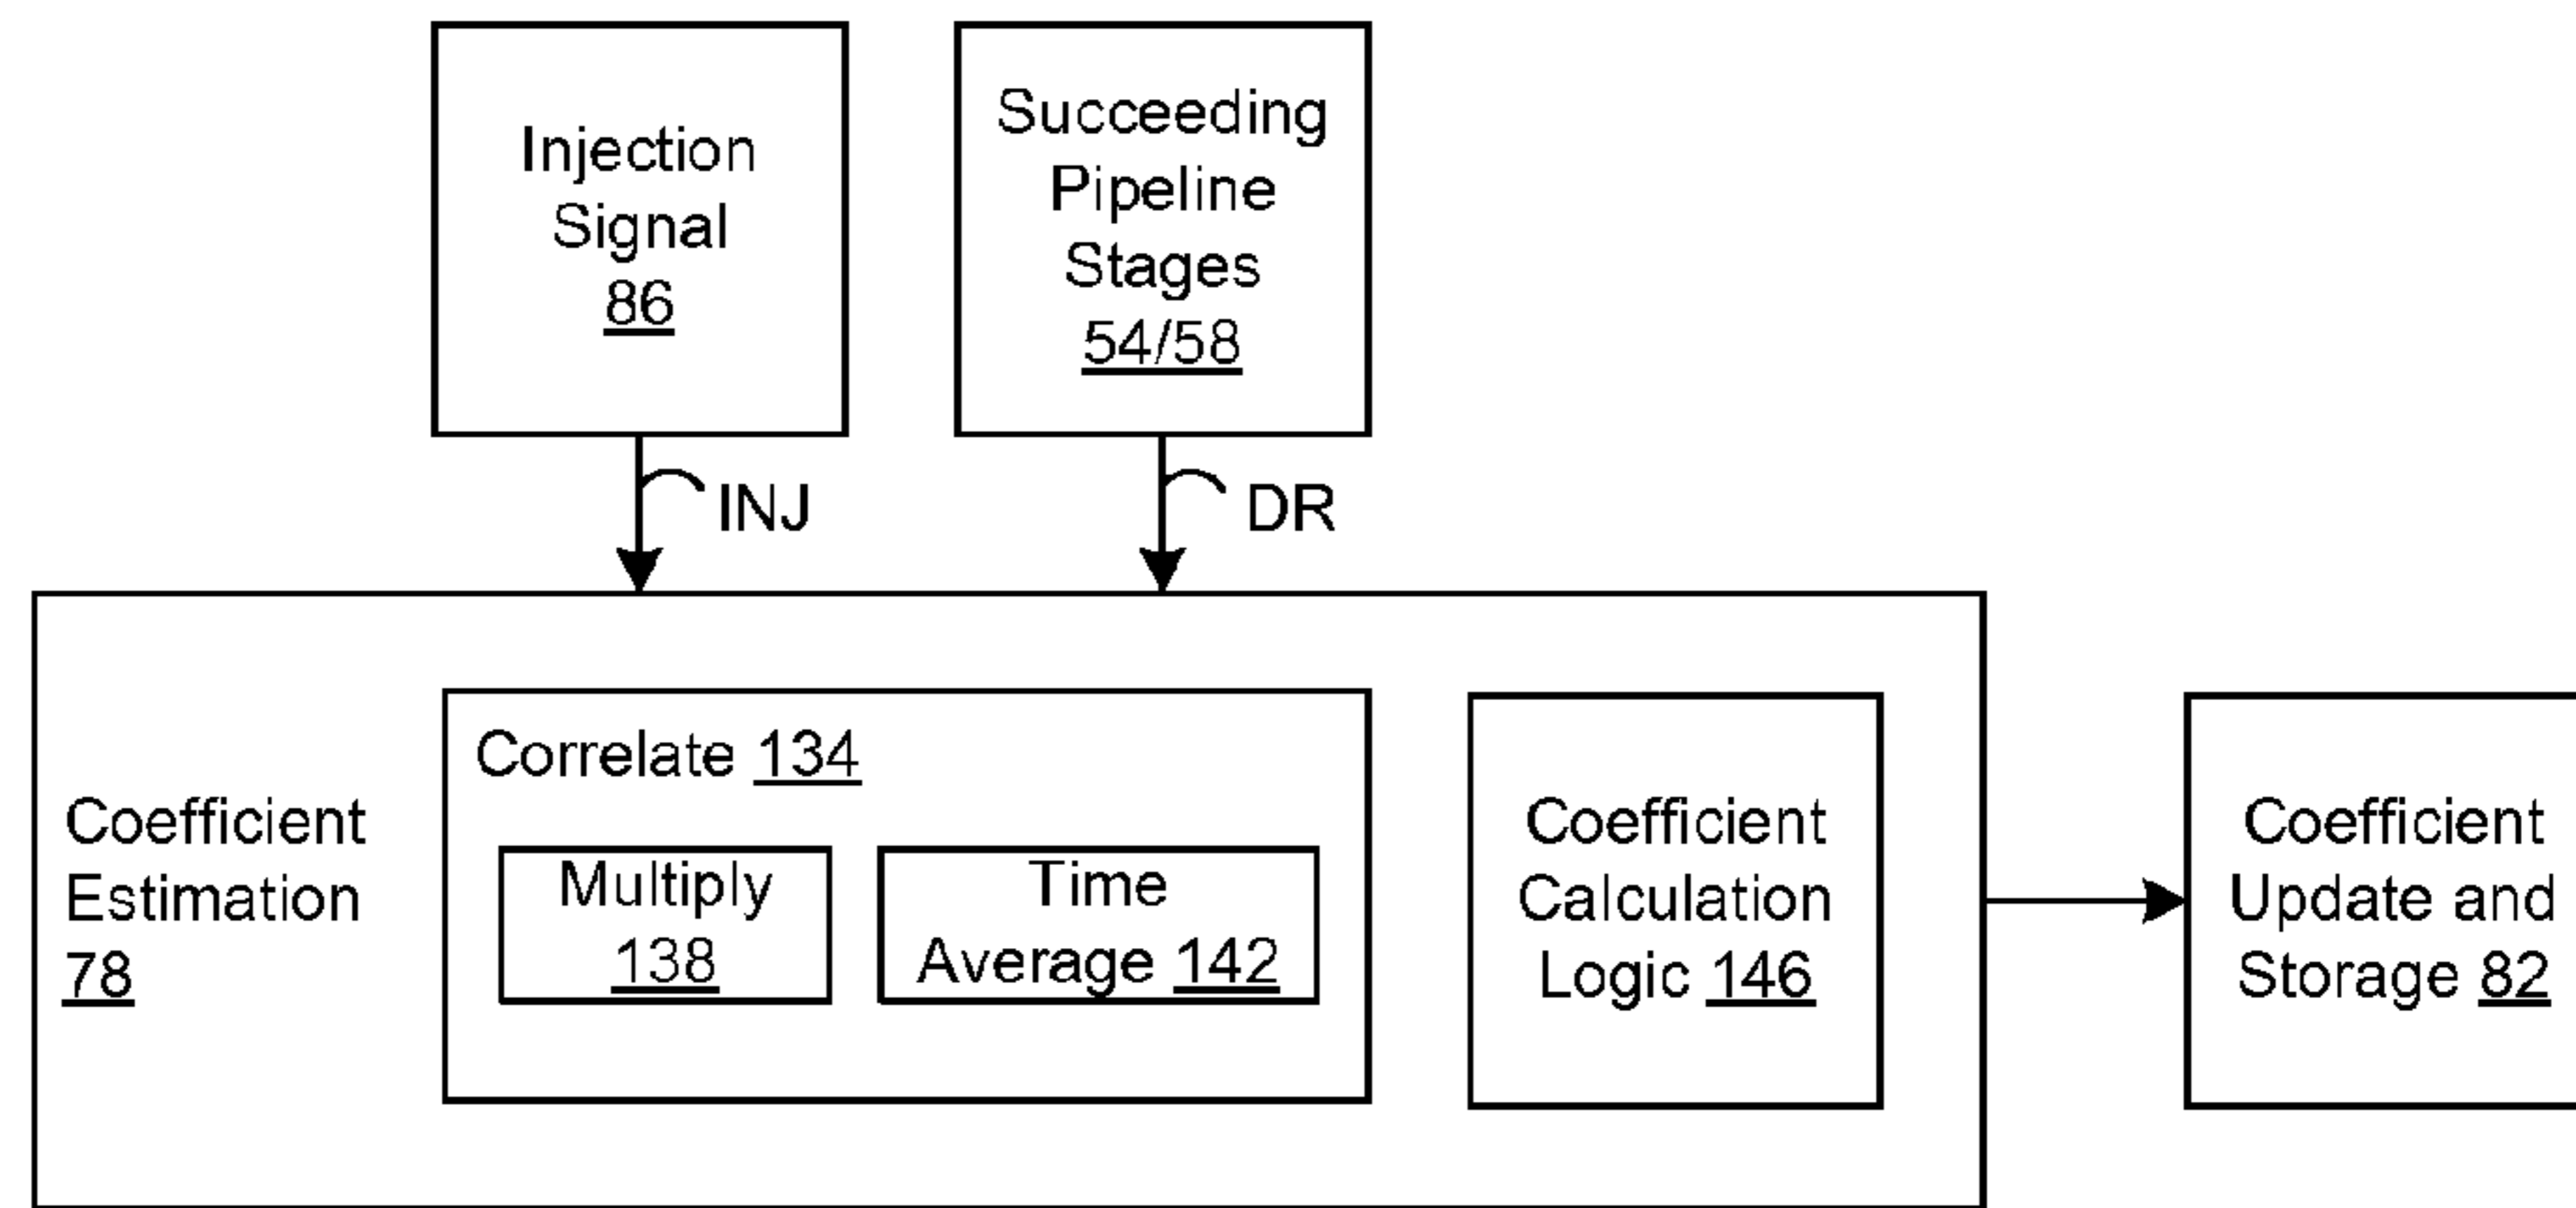 Injection
Signal
86
Succeeding
Pipeline
Stages
54/58
INJ
DR
Coefficient
Estimation
78
Correlate 134
Multiply
138
Time
Average 142
Coefficient
Calculation
Logic 146
Coefficient
Update and
Storage 82